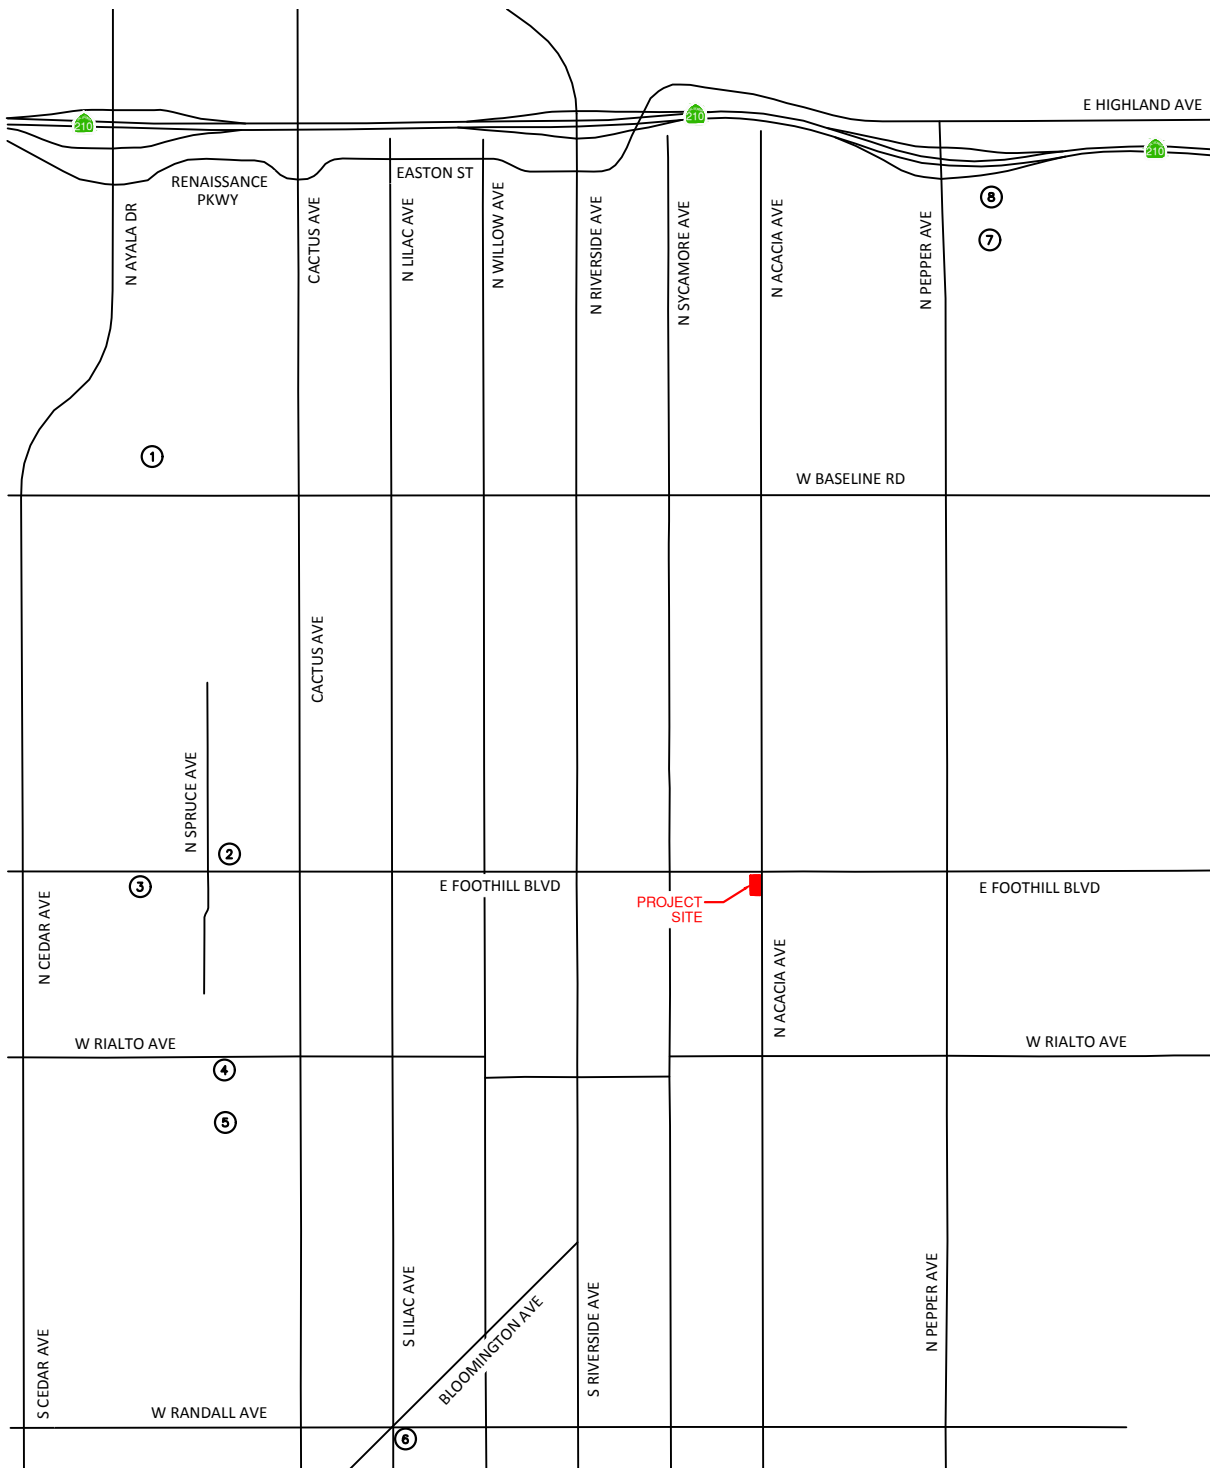 E HIGHLAND AVE
210
210
210
RENAISSANCE
PKWY
EASTON ST
8
7
N AYALA DR
CACTUS AVE
N LILAC AVE
N WILLOW AVE
N RIVERSIDE AVE
N SYCAMORE AVE
N ACACIA AVE
N PEPPER AVE
1
W BASELINE RD
CACTUS AVE
N SPRUCE AVE
2
3
E FOOTHILL BLVD
E FOOTHILL BLVD
PROJECT
SITE
N CEDAR AVE
N ACACIA AVE
W RIALTO AVE
W RIALTO AVE
4
5
S LILAC AVE
BLOOMINGTON AVE
S RIVERSIDE AVE
N PEPPER AVE
S CEDAR AVE
W RANDALL AVE
6